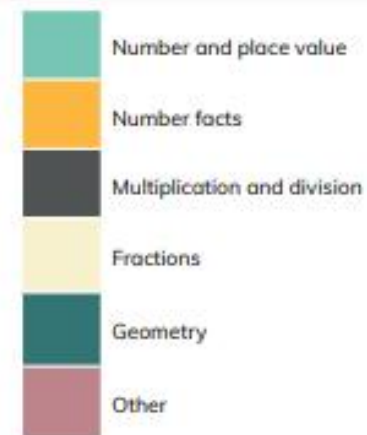 Number and place value
Number facts
Multiplication and division
Fractions
Geometry
Other